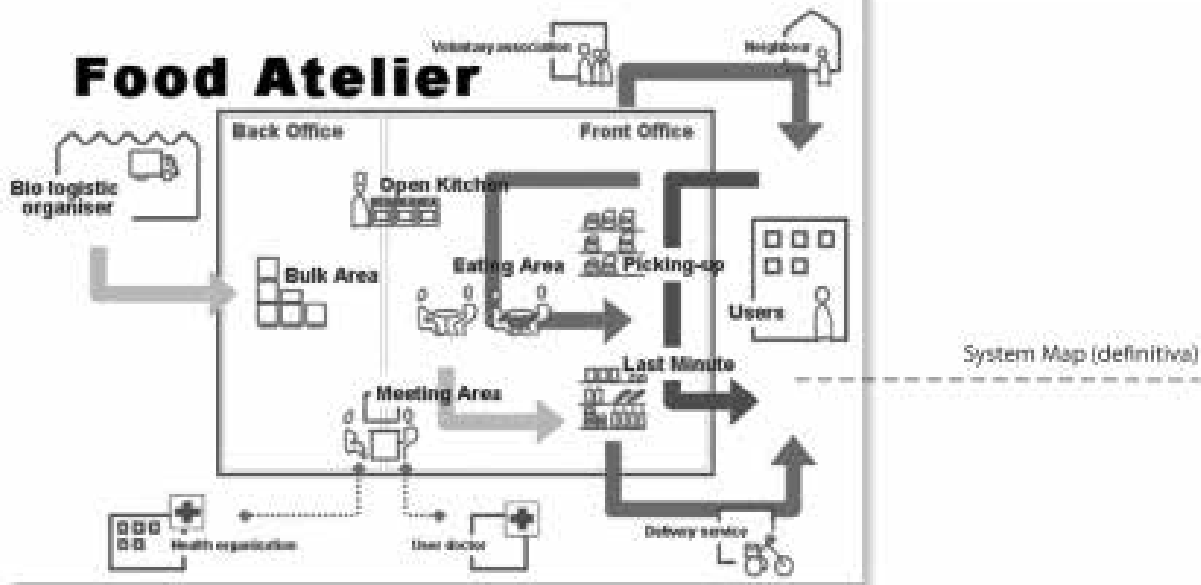 Voluntary association
Neighbour
Food Atelier
Back Office
Front Office
Bio logistic
organiser
Open Kitchen
Bulk Area
Eating Area
Picking-up
Users
Last Minute
System Map (definitiva)
Meeting Area
Health organisation
User doctor
Delivery service